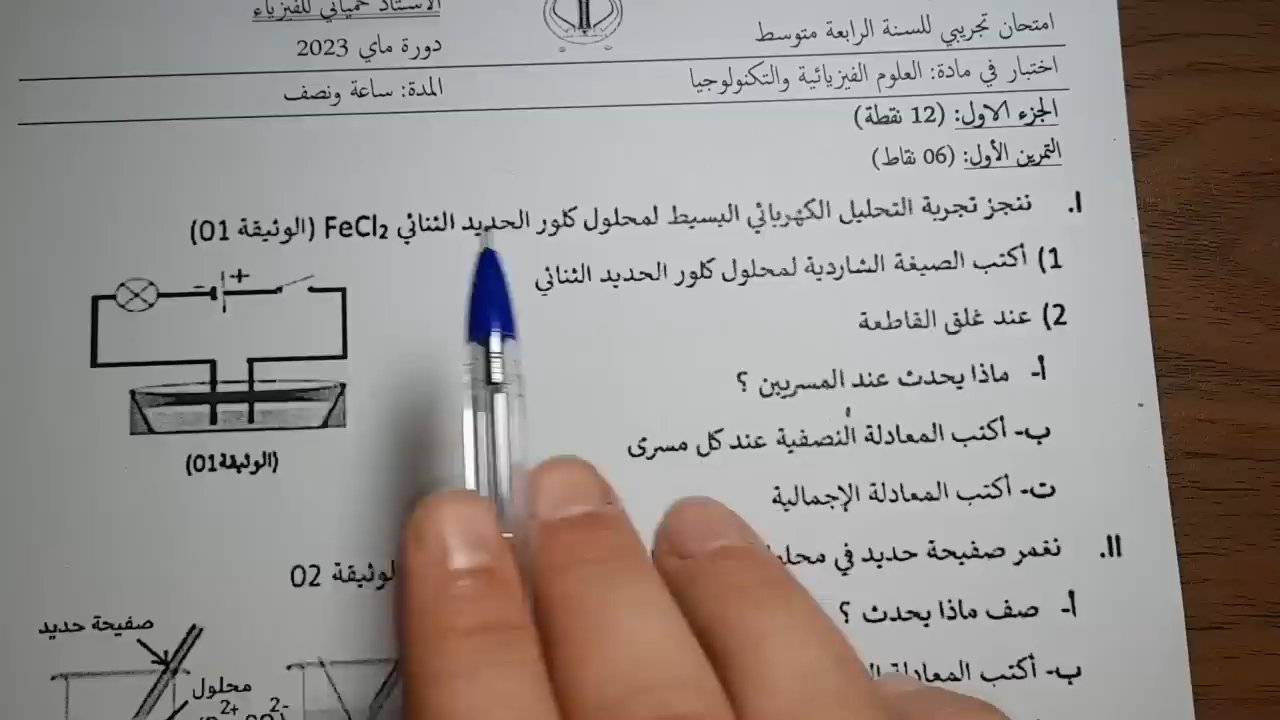 الأستاذ حمياني للفيزياء
امتحان تجريبي للسنة الرابعة متوسط
دورة ماي 2023
اختبار في مادة: العلوم الفيزيائية والتكنولوجيا
المدة: ساعة ونصف
الجزء الاول: (12 نقطة)
التمرين الأول: (06 نقاط)
I. ننجز تجربة التحليل الكهربائي البسيط لمحلول كلور الحديد الثنائي FeCl₂ (الوثيقة 01)
1) أكتب الصيغة الشاردية لمحلول كلور الحديد الثنائي
2) عند غلق القاطعة
أ- ماذا يحدث عند المسريين ؟
ب- أكتب المعادلة النصفية عند كل مسرى
ت- أكتب المعادلة الإجمالية
- +
(الوثيقة01)
II. نغمر صفيحة حديد في
لوثيقة 02
أ- صف ماذا يحدث ؟
ب- أكتب المعادلة
صفيحة حديد
محلول
2+ 2-